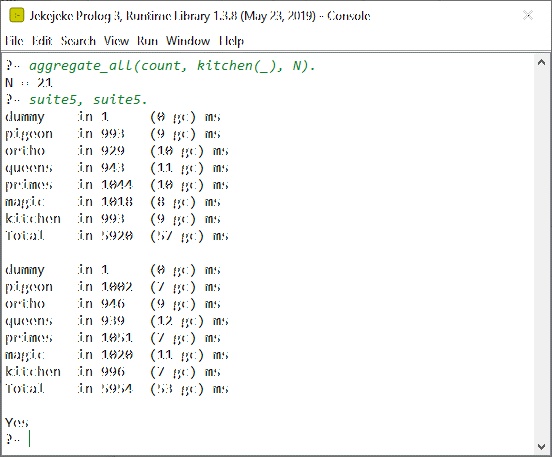 Jekejeke Prolog 3, Runtime Library 1.3.8 (May 23, 2019) - Console
File Edit Search View Run Window Help
?- aggregate_all(count, kitchen(_), N).
N = 21
?- suite5, suite5.
dummy in 1 (0 gc) ms
pigeon in 993 (9 gc) ms
ortho in 929 (10 gc) ms
queens in 943 (11 gc) ms
primes in 1044 (10 gc) ms
magic in 1018 (8 gc) ms
kitchen in 993 (9 gc) ms
Total in 5920 (57 gc) ms
dummy in 1 (0 gc) ms
pigeon in 1002 (7 gc) ms
ortho in 946 (9 gc) ms
queens in 939 (12 gc) ms
primes in 1051 (7 gc) ms
magic in 1020 (11 gc) ms
kitchen in 996 (7 gc) ms
Total in 5954 (53 gc) ms
Yes
?-